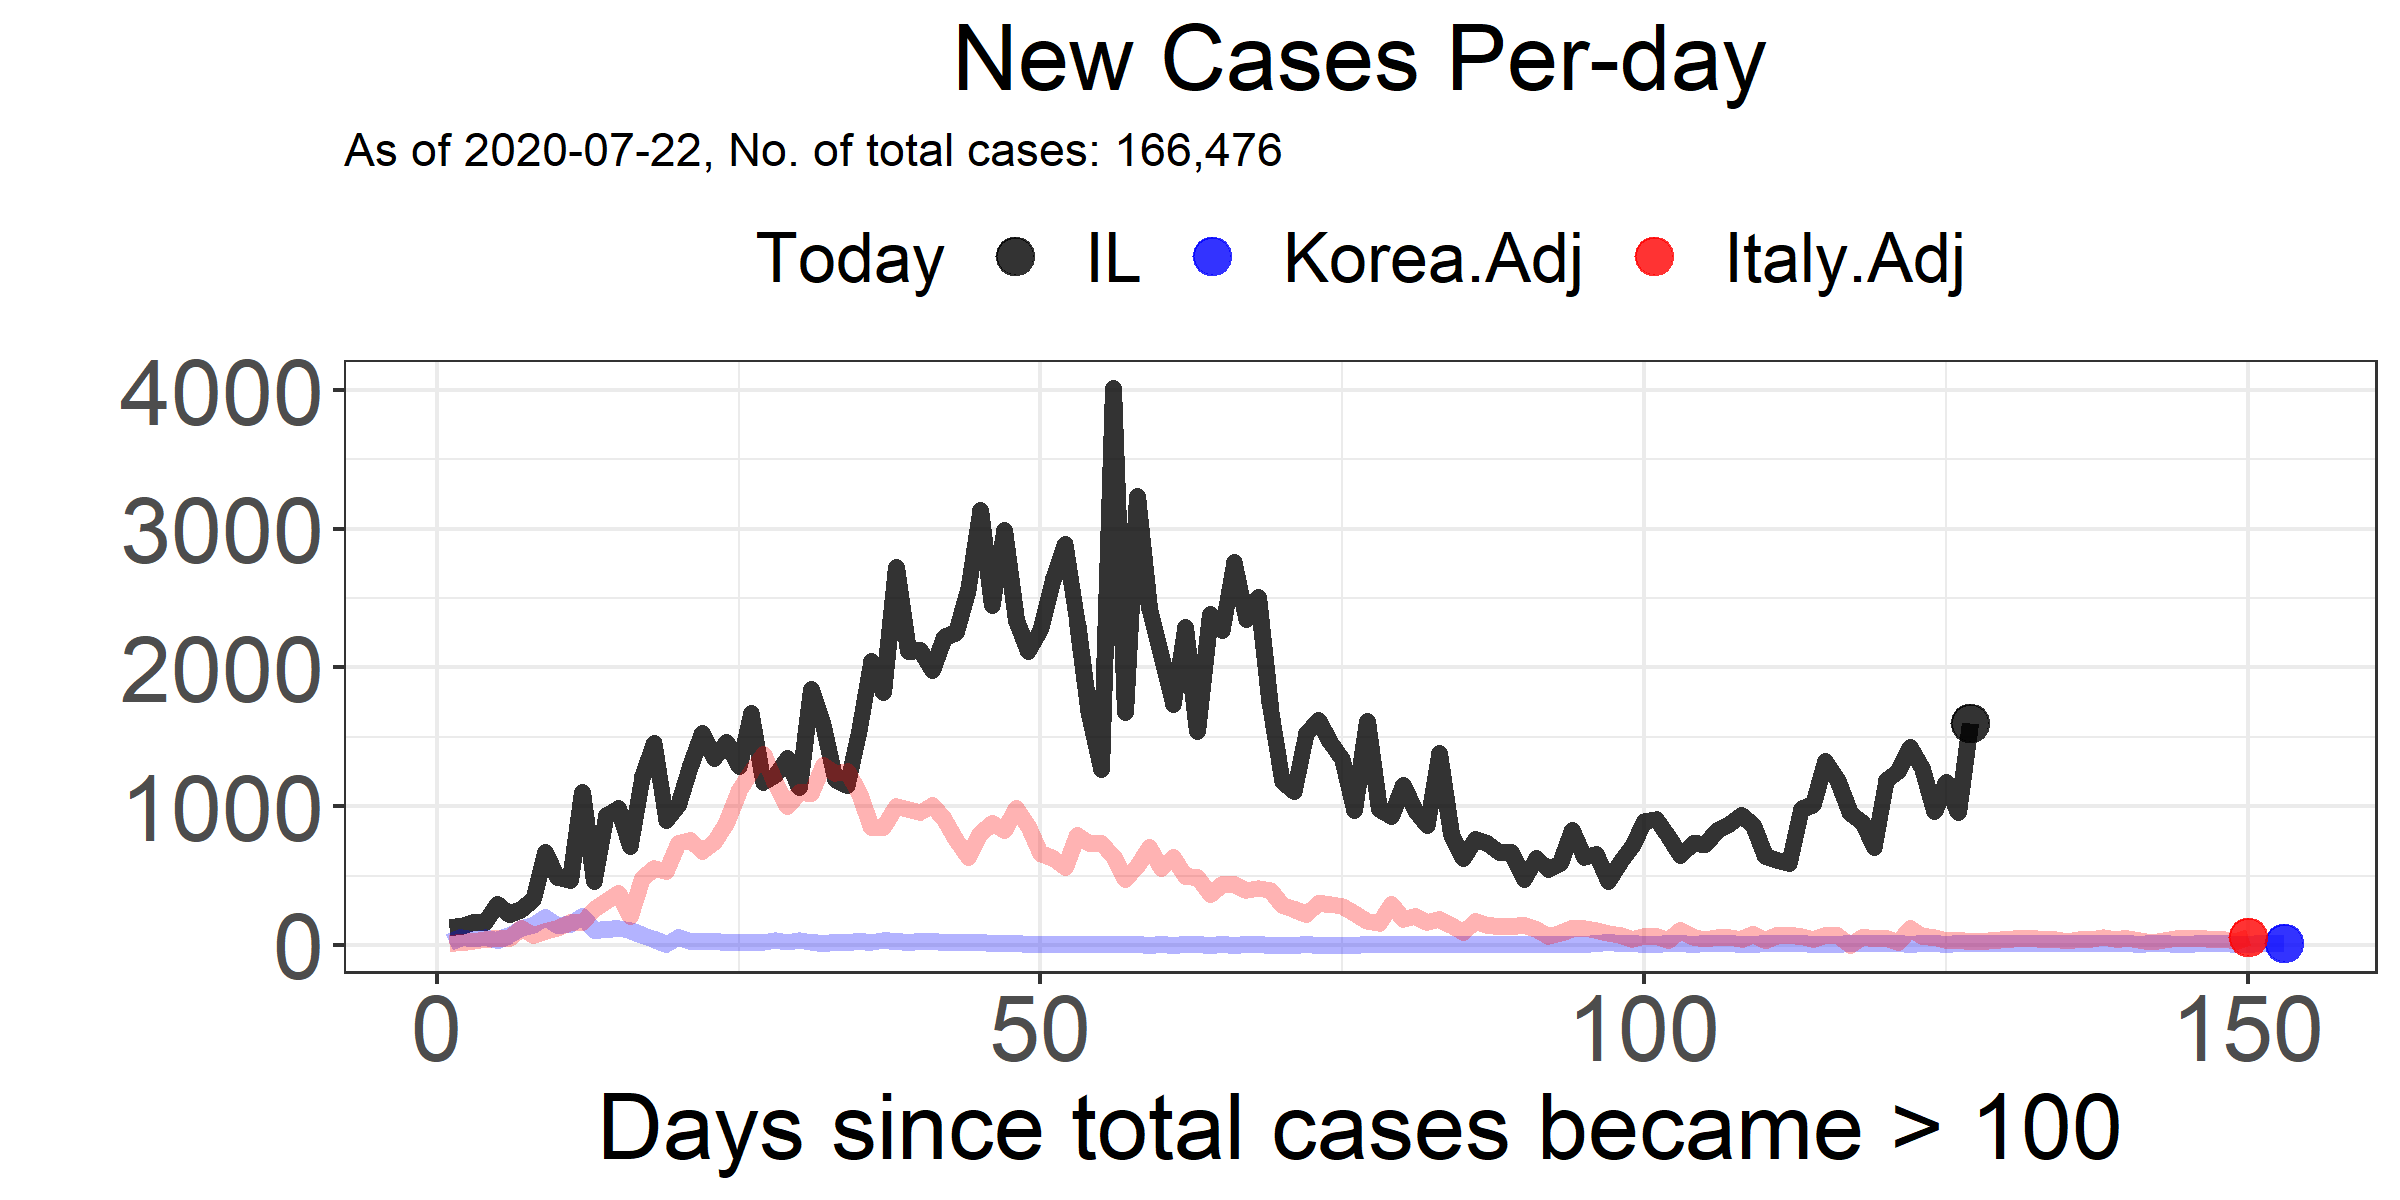 New Cases Per-day
As of 2020-07-22, No. of total cases: 166,476
Today IL Korea.Adj Italy.Adj
4000
3000
2000
1000
0
0 50 100 150
Days since total cases became > 100